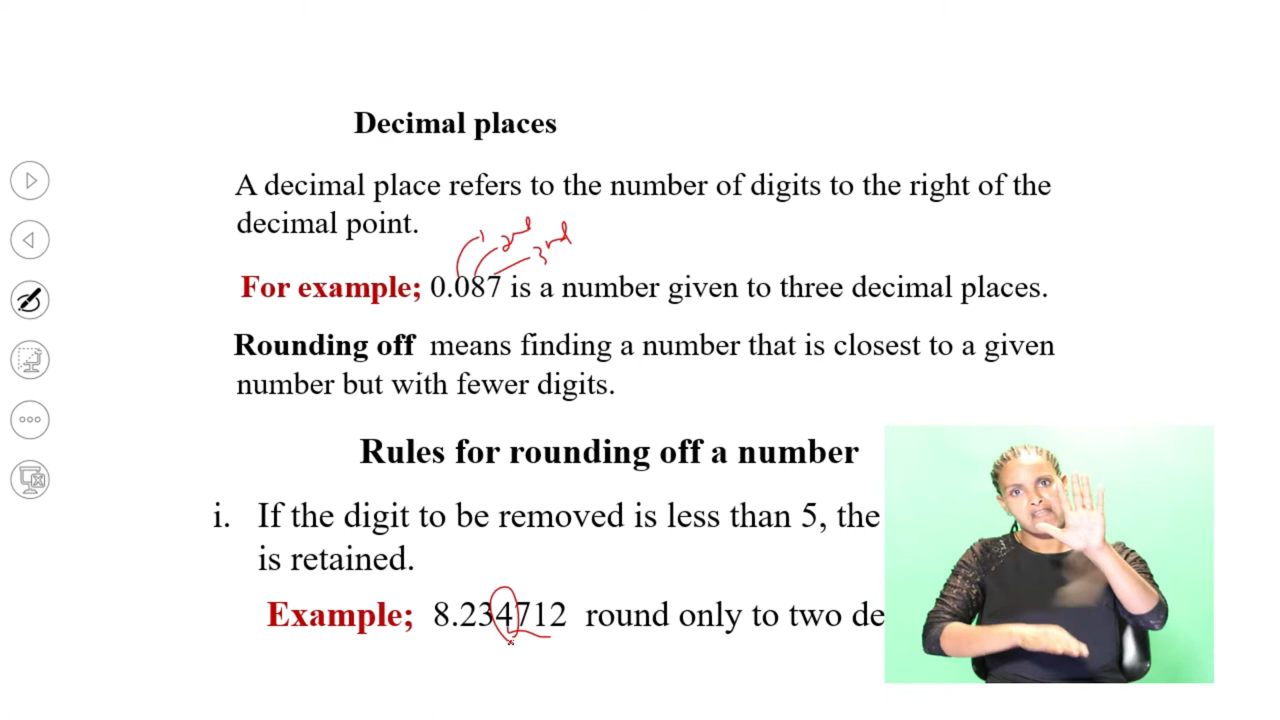 Decimal places
A decimal place refers to the number of digits to the right of the
decimal point.
1 2nd 3rd
For example; 0.087 is a number given to three decimal places.
Rounding off means finding a number that is closest to a given
number but with fewer digits.
Rules for rounding off a number
i. If the digit to be removed is less than 5, the
is retained.
Example; 8.234712 round only to two de